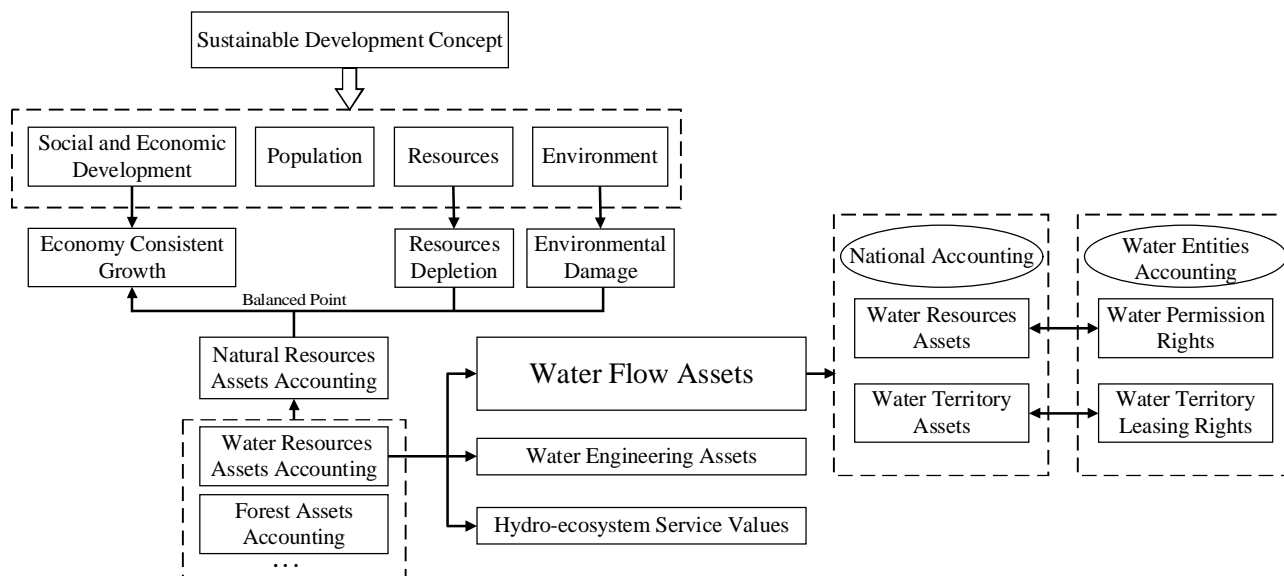 Sustainable Development Concept
Social and Economic
Development
Population
Resources
Environment
Economy Consistent
Growth
Resources
Depletion
Environmental
Damage
Balanced Point
Natural Resources
Assets Accounting
Water Resources
Assets Accounting
Forest Assets
Accounting
...
Water Flow Assets
Water Engineering Assets
Hydro-ecosystem Service Values
National Accounting
Water Resources
Assets
Water Territory
Assets
Water Entities
Accounting
Water Permission
Rights
Water Territory
Leasing Rights